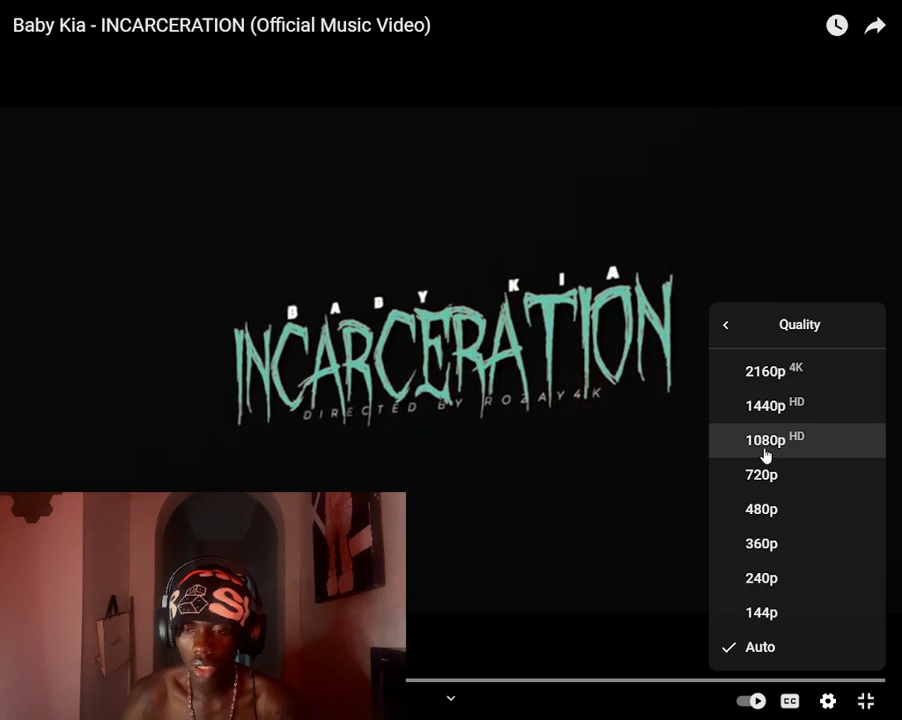 Baby Kia - INCARCERATION (Official Music Video)
BABY KIA
INCARCERATION
DIRECTED BY ROZAY4K
Quality
2160p 4K
1440p HD
1080p HD
720p
480p
360p
240p
144p
Auto
CC